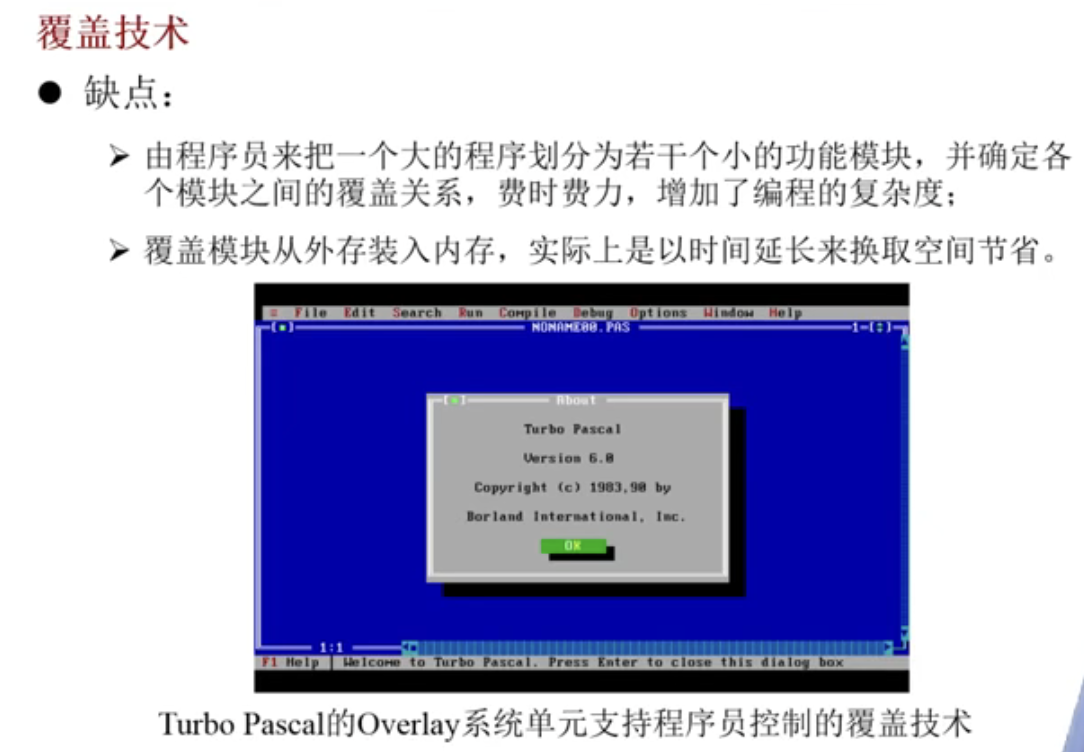 覆盖技术
● 缺点：
➢ 由程序员来把一个大的程序划分为若干个小的功能模块，并确定各
个模块之间的覆盖关系，费时费力，增加了编程的复杂度；
➢ 覆盖模块从外存装入内存，实际上是以时间延长来换取空间节省。
≡ File Edit Search Run Compile Debug Options Window Help
NONAME00.PAS 1
About
Turbo Pascal
Version 6.0
Copyright (c) 1983,90 by
Borland International, Inc.
OK
1:1
F1 Help | Welcome to Turbo Pascal. Press Enter to close this dialog box
Turbo Pascal的Overlay系统单元支持程序员控制的覆盖技术